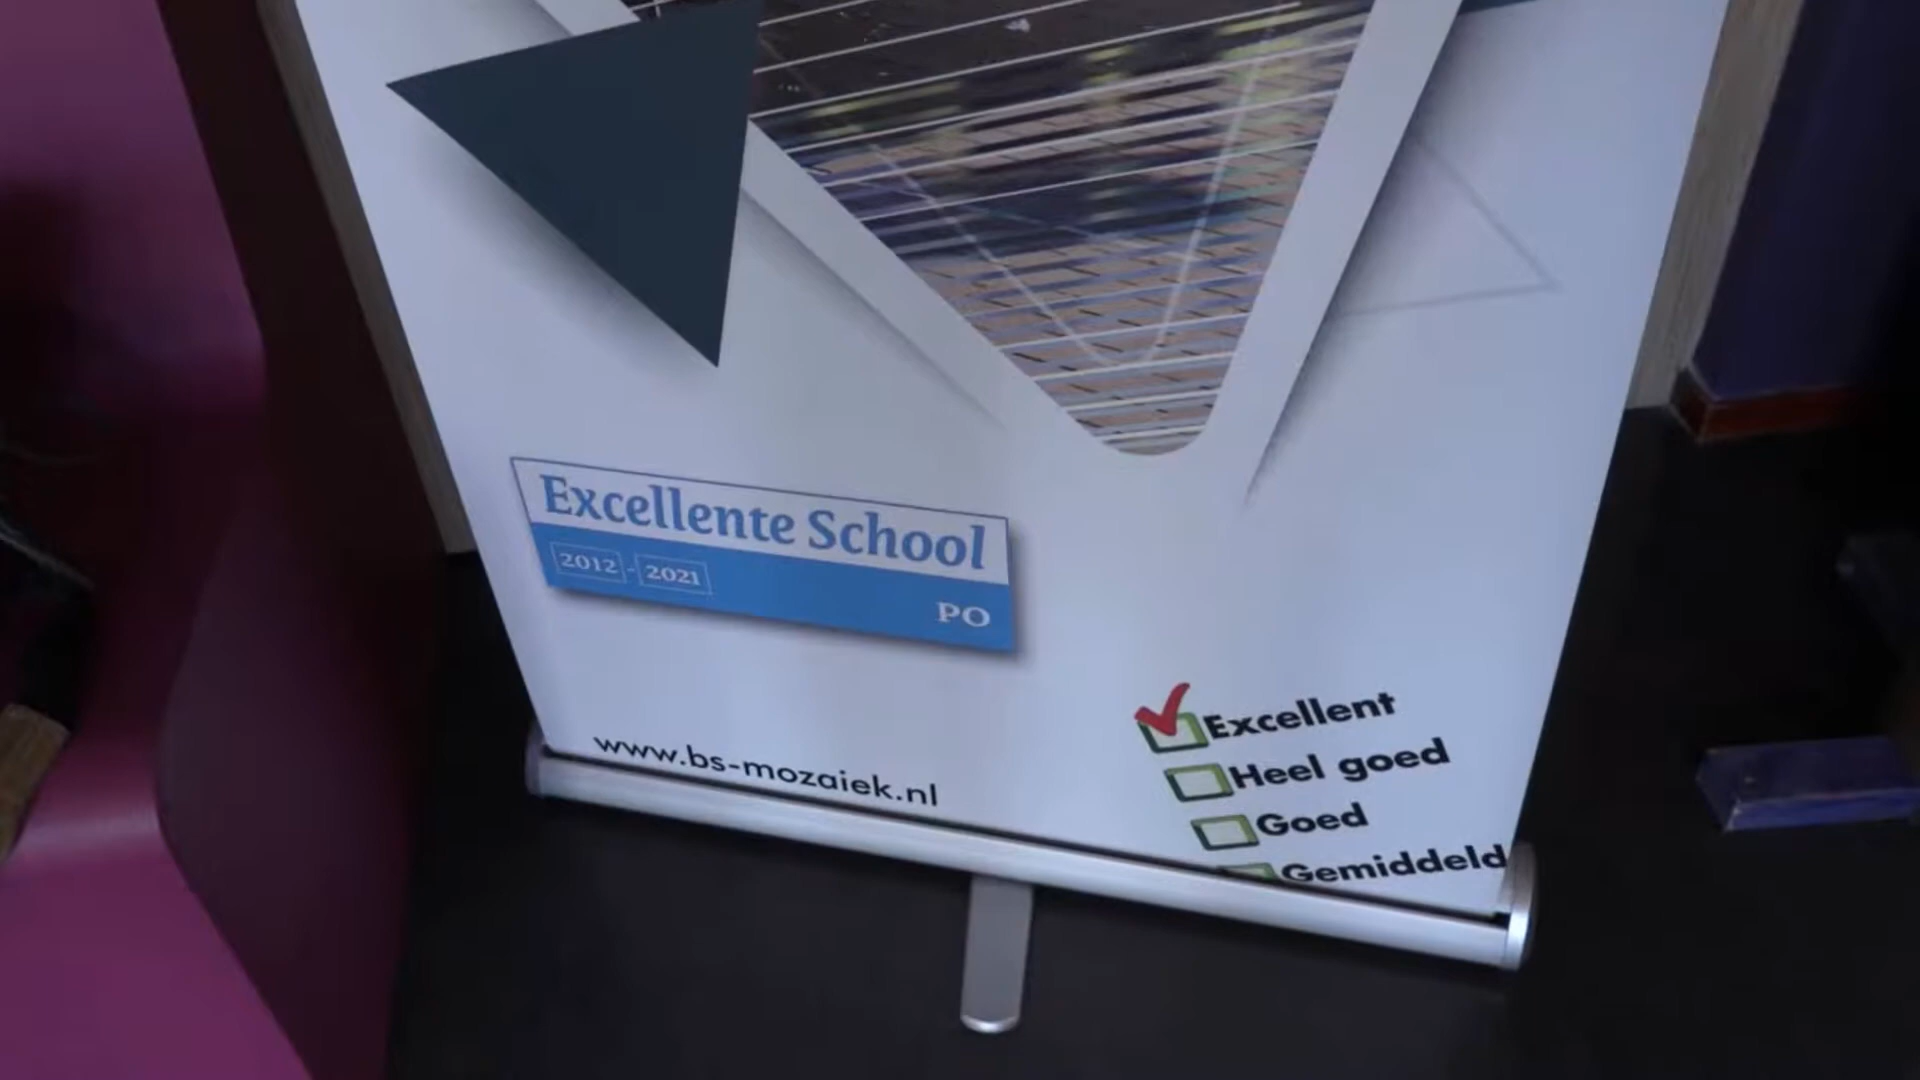 Excellente School
2012 - 2021
PO
www.bs-mozaiek.nl
Excellent
Heel goed
Goed
Gemiddeld